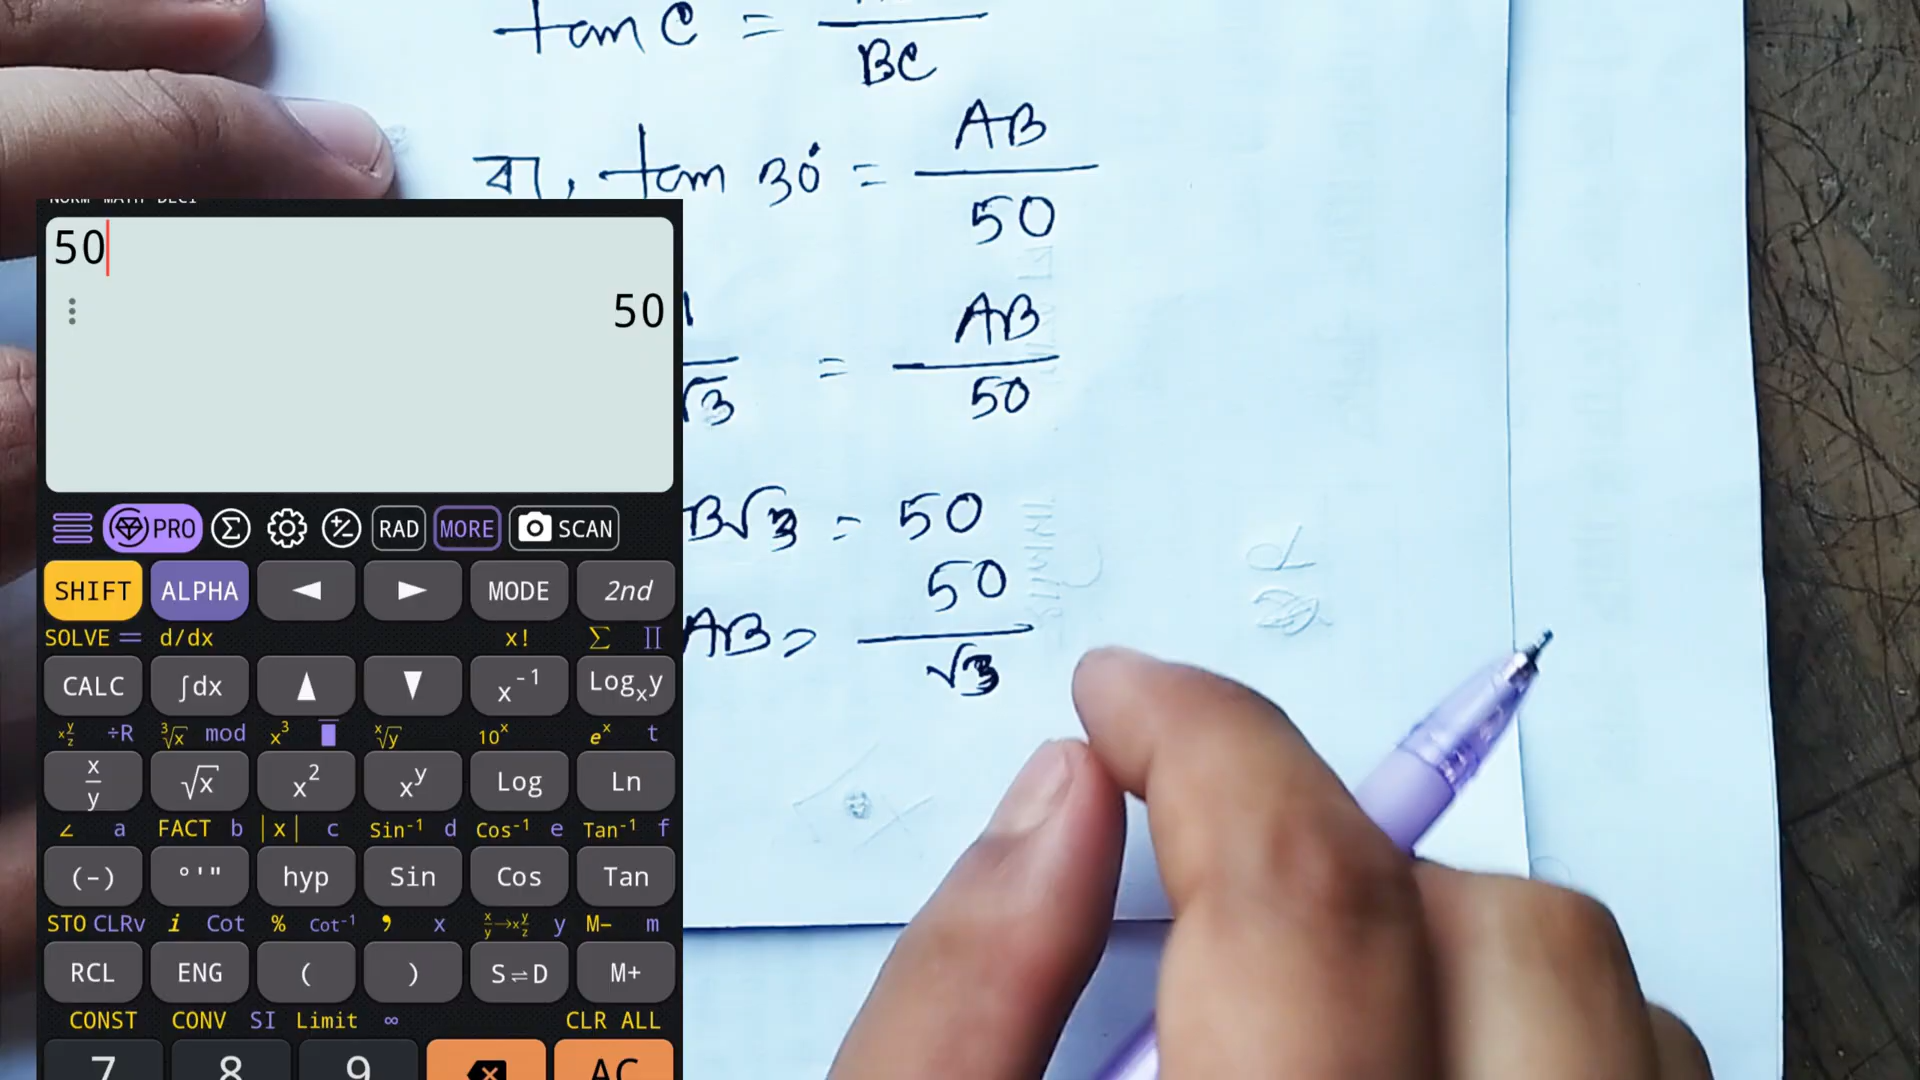 tan C = 
BC
বা, tan 30° = AB
50
1
√3 = AB
50
B√3 = 50
AB = 50
√3
50
50
PRO RAD MORE SCAN
SHIFT ALPHA ◄ ► MODE 2nd
SOLVE = d/dx x! Σ ∏
CALC ∫dx ▲ ▼ x⁻¹ Logₓy
x y/z ÷R ³√x mod x³ ˣ√y 10ˣ eˣ t
x/y √x x² xʸ Log Ln
∠ a FACT b |x| c Sin⁻¹ d Cos⁻¹ e Tan⁻¹ f
(-) °'" hyp Sin Cos Tan
STO CLRv i Cot % Cot⁻¹ , x x/y→x y/z y M- m
RCL ENG ( ) S⇌D M+
CONST CONV SI Limit ∞ CLR ALL
7 8 9 AC